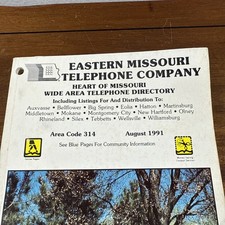 EASTERN MISSOURI
TELEPHONE COMPANY
HEART OF MISSOURI
WIDE AREA TELEPHONE DIRECTORY
Including Listings For And Distribution To:
Auxvasse • Bellflower • Big Spring • Eolia • Hatton • Martinsburg
Middletown • Mokane • Montgomery City • New Hartford • Olney
Rhineland • Silex • Tebbetts • Wellsville • Williamsburg
Area Code 314 August 1991
See Blue Pages For Community Information